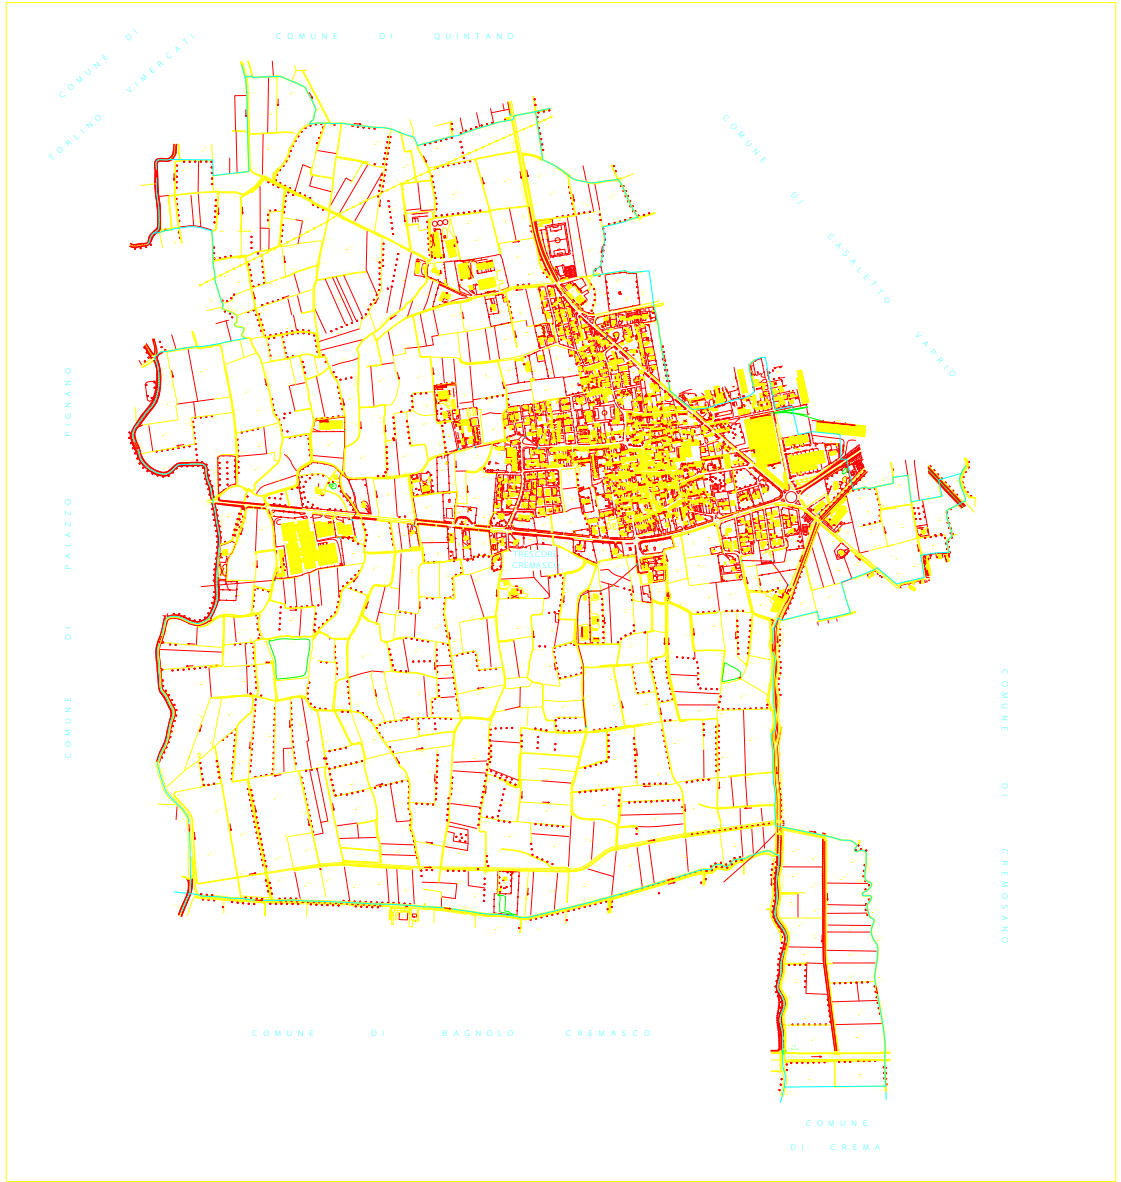 COMUNE DI
TORLINO VIMERCATI
COMUNE DI QUINTANO
COMUNE DI CASALETTO VAPRIO
COMUNE DI PALAZZO PIGNANO
TRESCORE
CREMASCO
COMUNE DI CREMOSANO
COMUNE DI BAGNOLO CREMASCO
COMUNE
DI CREMA